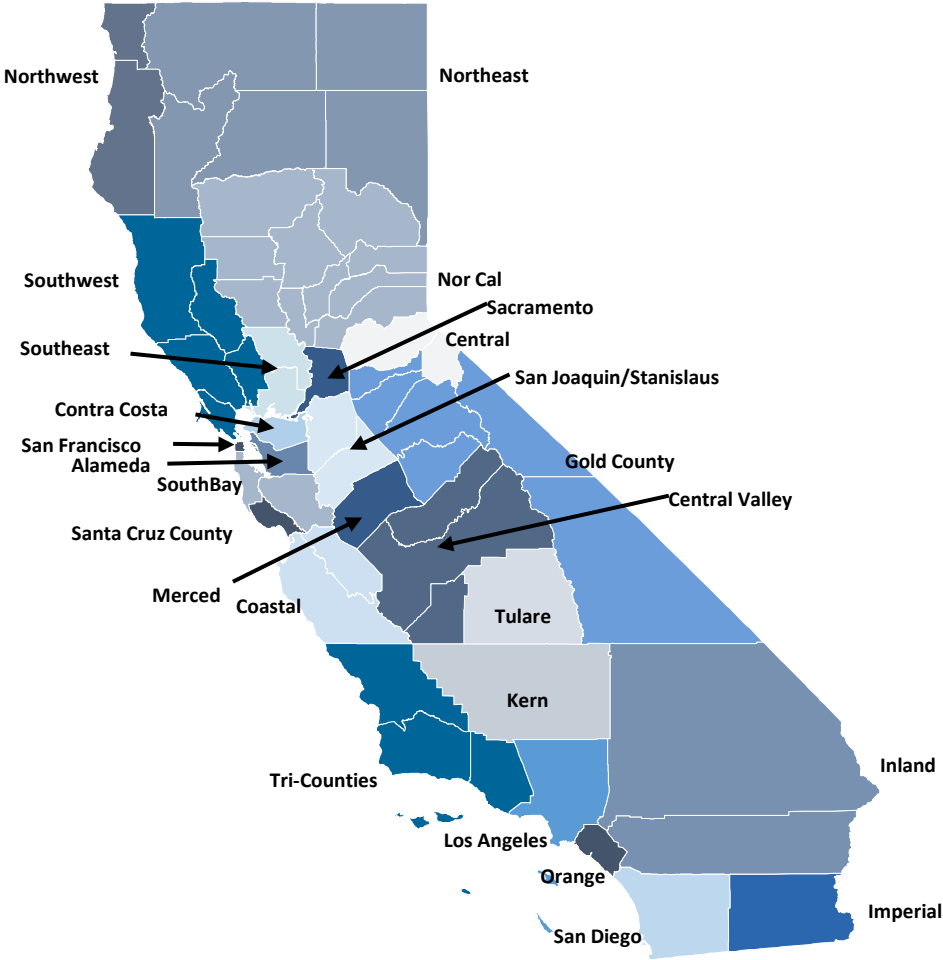 Northwest
Northeast
Southwest
Nor Cal
Sacramento
Southeast
Central
San Joaquin/Stanislaus
Contra Costa
San Francisco
Alameda
Gold County
SouthBay
Central Valley
Santa Cruz County
Merced
Coastal
Tulare
Kern
Inland
Tri-Counties
Los Angeles
Orange
Imperial
San Diego